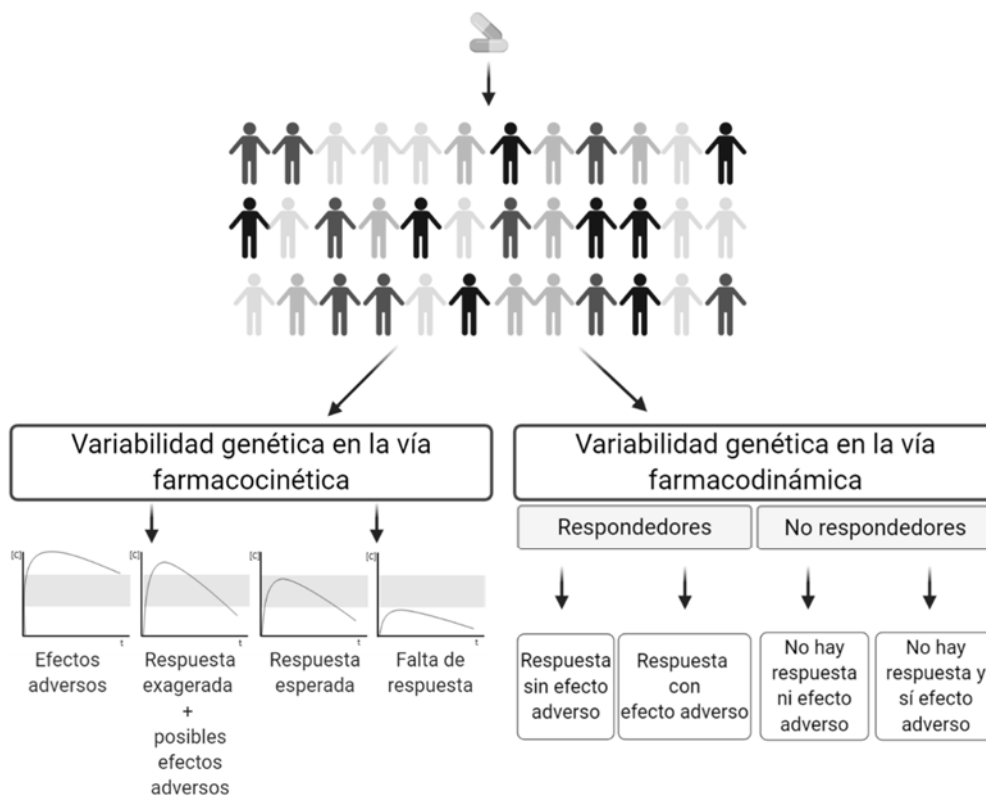 Variabilidad genética en la vía
farmacocinética
[C]
t
Efectos
adversos
[C]
t
Respuesta
exagerada
+
posibles
efectos
adversos
[C]
t
Respuesta
esperada
[C]
t
Falta de
respuesta
Variabilidad genética en la vía
farmacodinámica
Respondedores
No respondedores
Respuesta
sin efecto
adverso
Respuesta
con
efecto adverso
No hay
respuesta
ni efecto
adverso
No hay
respuesta y
sí efecto
adverso